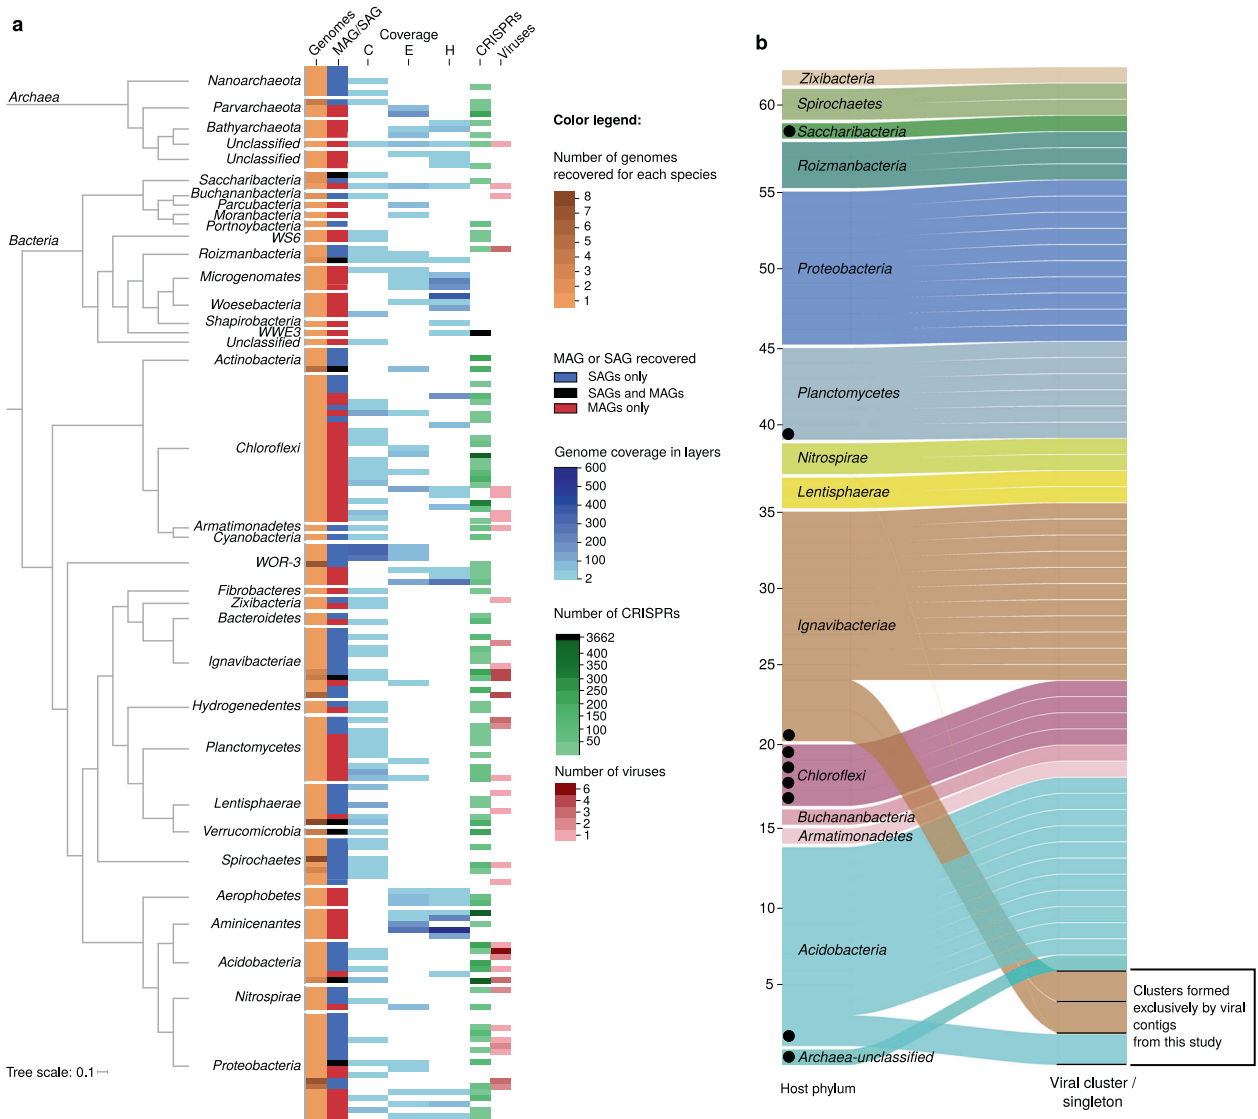 a
Genomes
MAG/SAG
Coverage
C
E
H
CRISPRs
Viruses
Archaea
Nanoarchaeota
Parvarchaeota
Bathyarchaeota
Unclassified
Unclassified
Bacteria
Saccharibacteria
Buchananbacteria
Parcubacteria
Moranbacteria
Portnoybacteria
WS6
Roizmanbacteria
Microgenomates
Woesebacteria
Shapirobacteria
WWE3
Unclassified
Actinobacteria
Chloroflexi
Armatimonadetes
Cyanobacteria
WOR-3
Fibrobacteres
Zixibacteria
Bacteroidetes
Ignavibacteriae
Hydrogenedentes
Planctomycetes
Lentisphaerae
Verrucomicrobia
Spirochaetes
Aerophobetes
Aminicenantes
Acidobacteria
Nitrospirae
Proteobacteria
Tree scale: 0.1
Color legend:
Number of genomes
recovered for each species
8
7
6
5
4
3
2
1
MAG or SAG recovered
SAGs only
SAGs and MAGs
MAGs only
Genome coverage in layers
600
500
400
300
200
100
2
Number of CRISPRs
3662
400
350
300
250
200
150
100
50
Number of viruses
6
4
3
2
1
b
60
55
50
45
40
35
30
25
20
15
10
5
Zixibacteria
Spirochaetes
Saccharibacteria
Roizmanbacteria
Proteobacteria
Planctomycetes
Nitrospirae
Lentisphaerae
Ignavibacteriae
Chloroflexi
Buchananbacteria
Armatimonadetes
Acidobacteria
Archaea-unclassified
Clusters formed
exclusively by viral
contigs
from this study
Host phylum
Viral cluster /
singleton